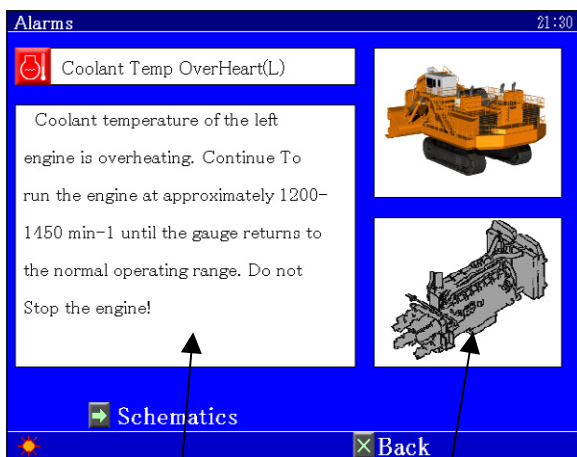 Alarms
21:30
Coolant Temp OverHeart(L)
Coolant temperature of the left
engine is overheating. Continue To
run the engine at approximately 1200-
1450 min-1 until the gauge returns to
the normal operating range. Do not
Stop the engine!
Schematics
Back